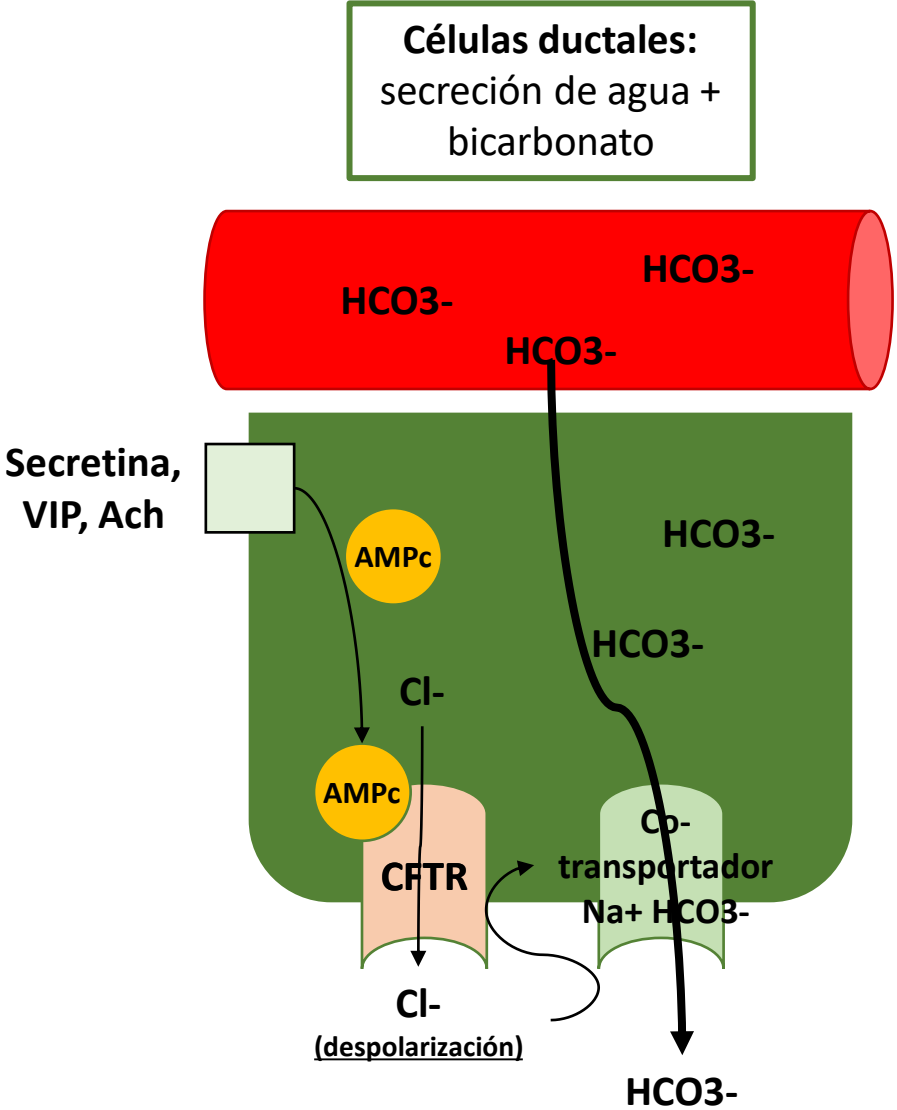 Células ductales:
secreción de agua +
bicarbonato
HCO3-
HCO3-
HCO3-
Secretina,
VIP, Ach
AMPc
HCO3-
HCO3-
Cl-
AMPc
CFTR
Co-
transportador
Na+ HCO3-
Cl-
(despolarización)
HCO3-